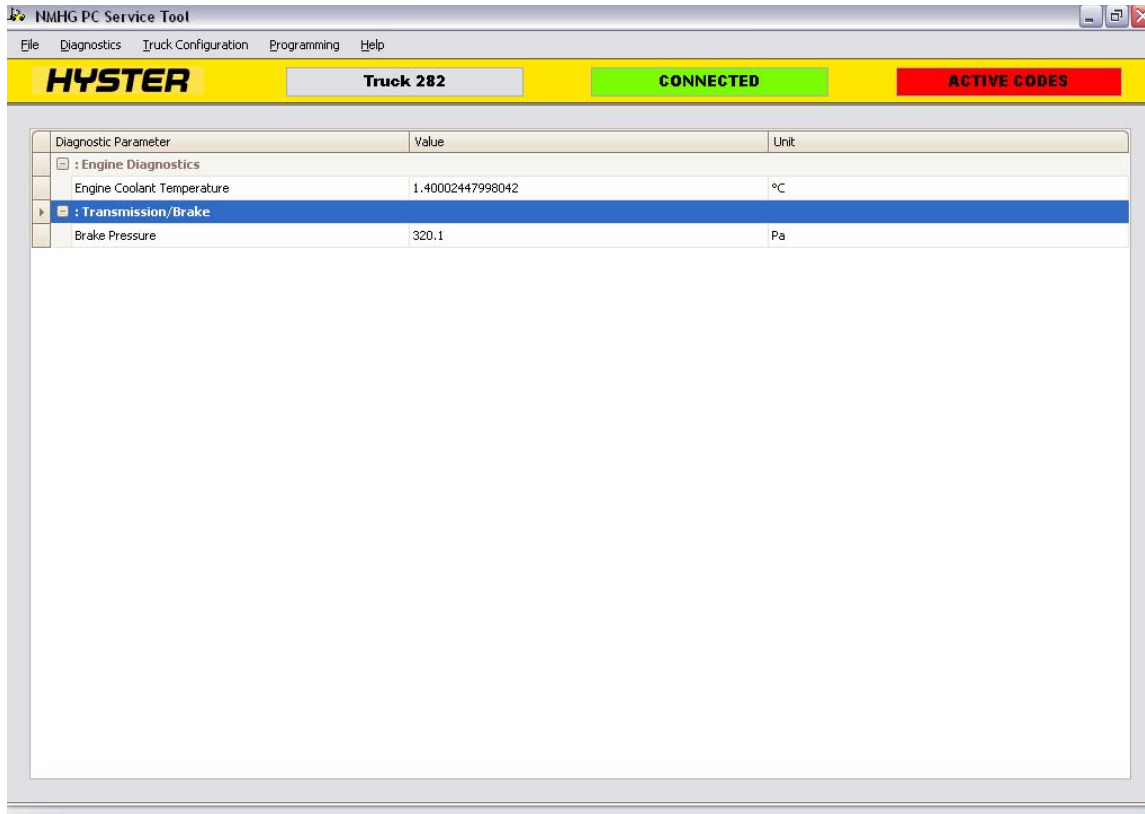 NMHG PC Service Tool
File Diagnostics Truck Configuration Programming Help
HYSTER Truck 282 CONNECTED ACTIVE CODES
Diagnostic Parameter Value Unit
: Engine Diagnostics
Engine Coolant Temperature 1.40002447998042 °C
: Transmission/Brake
Brake Pressure 320.1 Pa